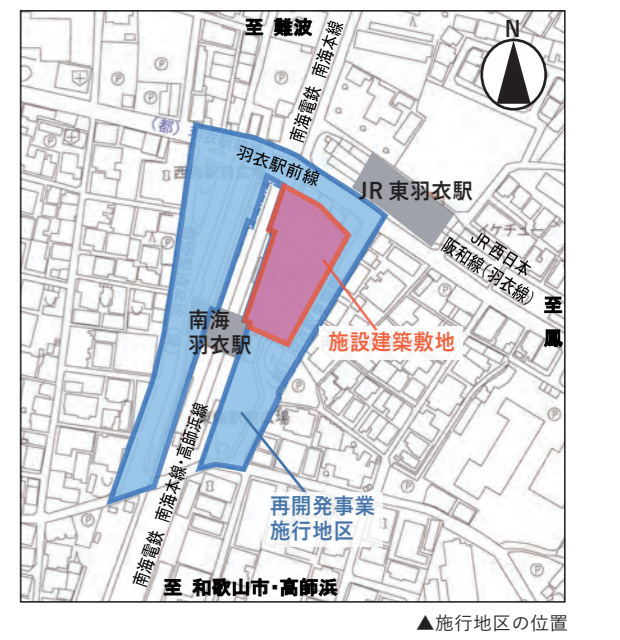 至 難波
N
南海電鉄 南海本線
(都)
羽衣駅前線
JR 東羽衣駅
JR西日本
阪和線(羽衣線)
至
鳳
南海
羽衣駅
施設建築敷地
再開発事業
施行地区
南海電鉄 南海本線・高師浜線
至 和歌山市・高師浜
▲施行地区の位置